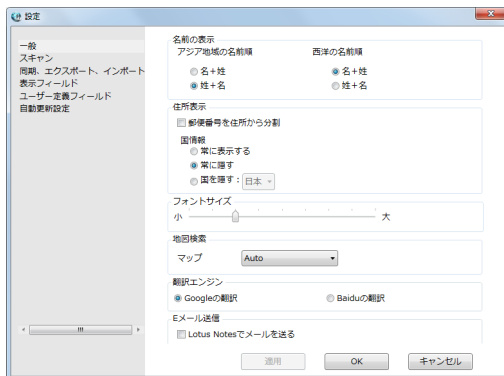 設定
一般
スキャン
同期、エクスポート、インポート
表示フィールド
ユーザー定義フィールド
自動更新設定
名前の表示
アジア地域の名前順 西洋の名前順
名+姓 名+姓
姓+名 姓+名
住所表示
郵便番号を住所から分割
国情報
常に表示する
常に隠す
国を隠す： 日本
フォントサイズ
小 大
地図検索
マップ Auto
翻訳エンジン
Googleの翻訳 Baiduの翻訳
Eメール送信
Lotus Notesでメールを送る
適用 OK キャンセル